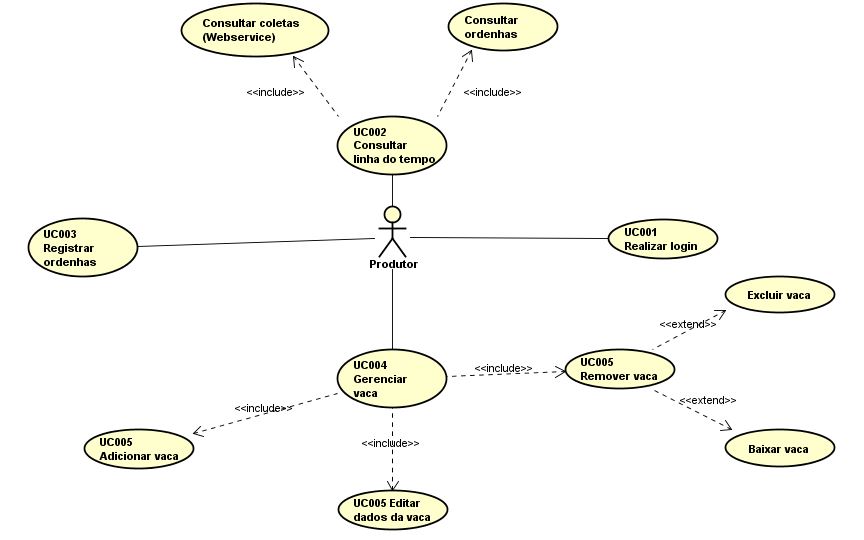 Consultar coletas
(Webservice)
Consultar
ordenhas
<<include>>
<<include>>
UC002
Consultar
linha do tempo
UC003
Registrar
ordenhas
Produtor
UC001
Realizar login
Excluir vaca
<<extend>>
UC004
Gerenciar
vaca
<<include>>
UC005
Remover vaca
<<extend>>
<<include>>
UC005
Adicionar vaca
<<include>>
Baixar vaca
UC005 Editar
dados da vaca